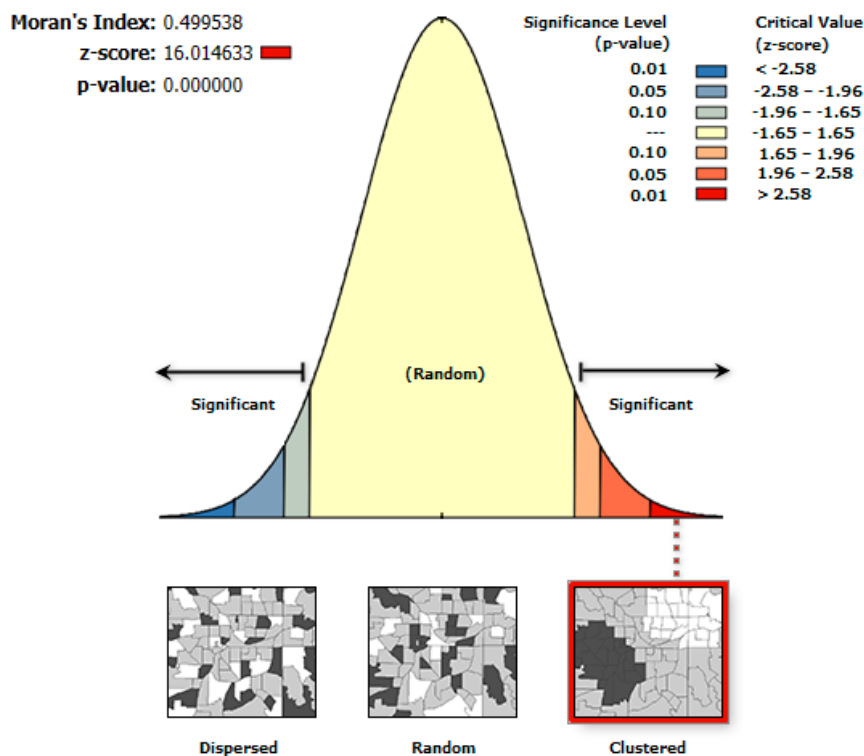 Moran's Index: 0.499538
z-score: 16.014633
p-value: 0.000000
Significance Level
(p-value)
Critical Value
(z-score)
0.01 < -2.58
0.05 -2.58 – -1.96
0.10 -1.96 – -1.65
--- -1.65 – 1.65
0.10 1.65 – 1.96
0.05 1.96 – 2.58
0.01 > 2.58
(Random)
Significant
Significant
Dispersed
Random
Clustered